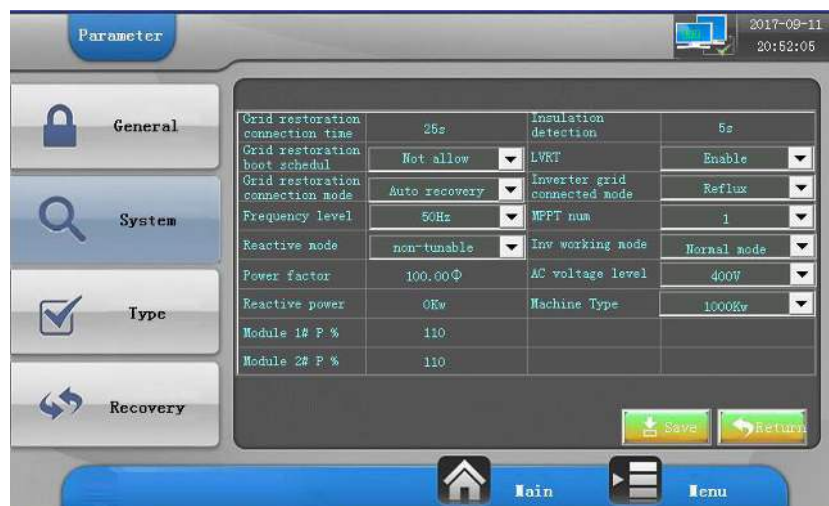 Parameter
2017-09-11
20:52:05
General
System
Type
Recovery
Grid restoration connection time 25s Insulation detection 5s
Grid restoration boot schedul Not allow LVRT Enable
Grid restoration connection mode Auto recovery Inverter grid connected mode Reflux
Frequency level 50Hz MPPT num 1
Reactive mode non-tunable Inv working mode Normal mode
Power factor 100.00Φ AC voltage level 400V
Reactive power 0Kw Machine Type 1000Kw
Module 1# P % 110
Module 2# P % 110
Save Return
Main Menu